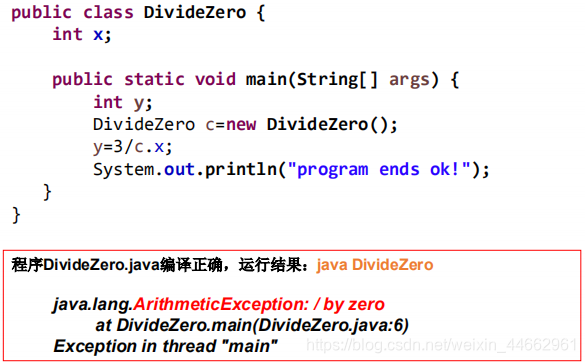 public class DivideZero {
int x;
public static void main(String[] args) {
int y;
DivideZero c=new DivideZero();
y=3/c.x;
System.out.println("program ends ok!");
}
}
程序DivideZero.java编译正确，运行结果：java DivideZero
java.lang.ArithmeticException: / by zero
at DivideZero.main(DivideZero.java:6)
Exception in thread "main"
https://blog.csdn.net/weixin_44662961